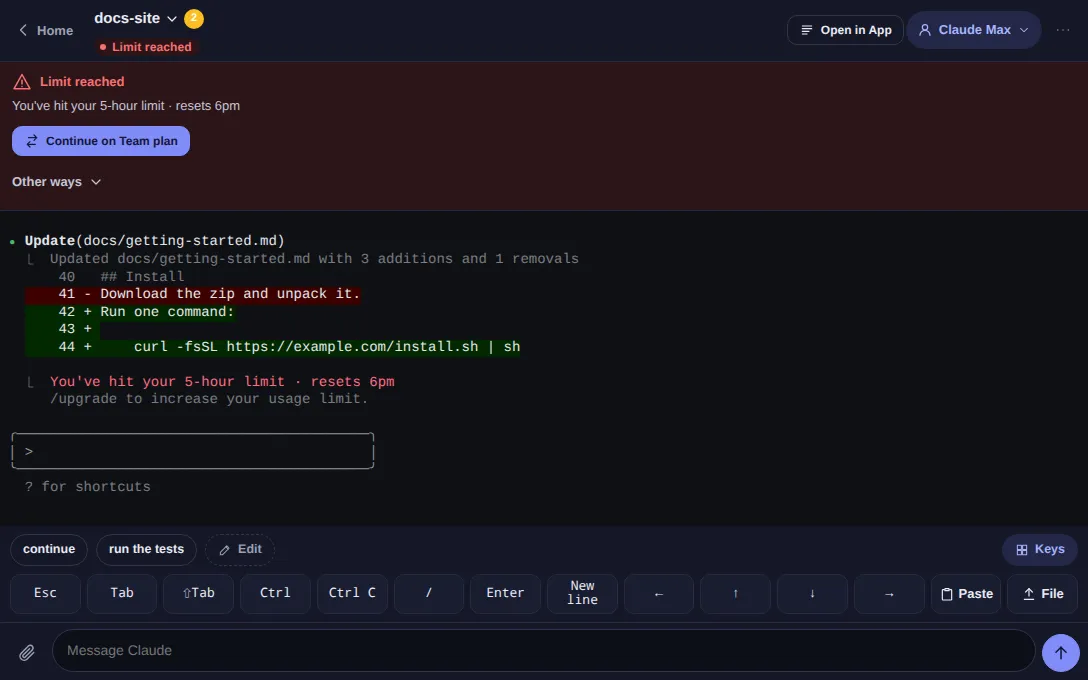 Home
docs-site 2
Limit reached
Open in App
Claude Max
Limit reached
You've hit your 5-hour limit · resets 6pm
Continue on Team plan
Other ways
Update(docs/getting-started.md)
Updated docs/getting-started.md with 3 additions and 1 removals
40 ## Install
41 - Download the zip and unpack it.
42 + Run one command:
43 +
44 + curl -fsSL https://example.com/install.sh | sh
You've hit your 5-hour limit · resets 6pm
/upgrade to increase your usage limit.
>
? for shortcuts
continue run the tests Edit Keys
Esc Tab ⇧Tab Ctrl Ctrl C / Enter New line ← ↑ ↓ → Paste File
Message Claude